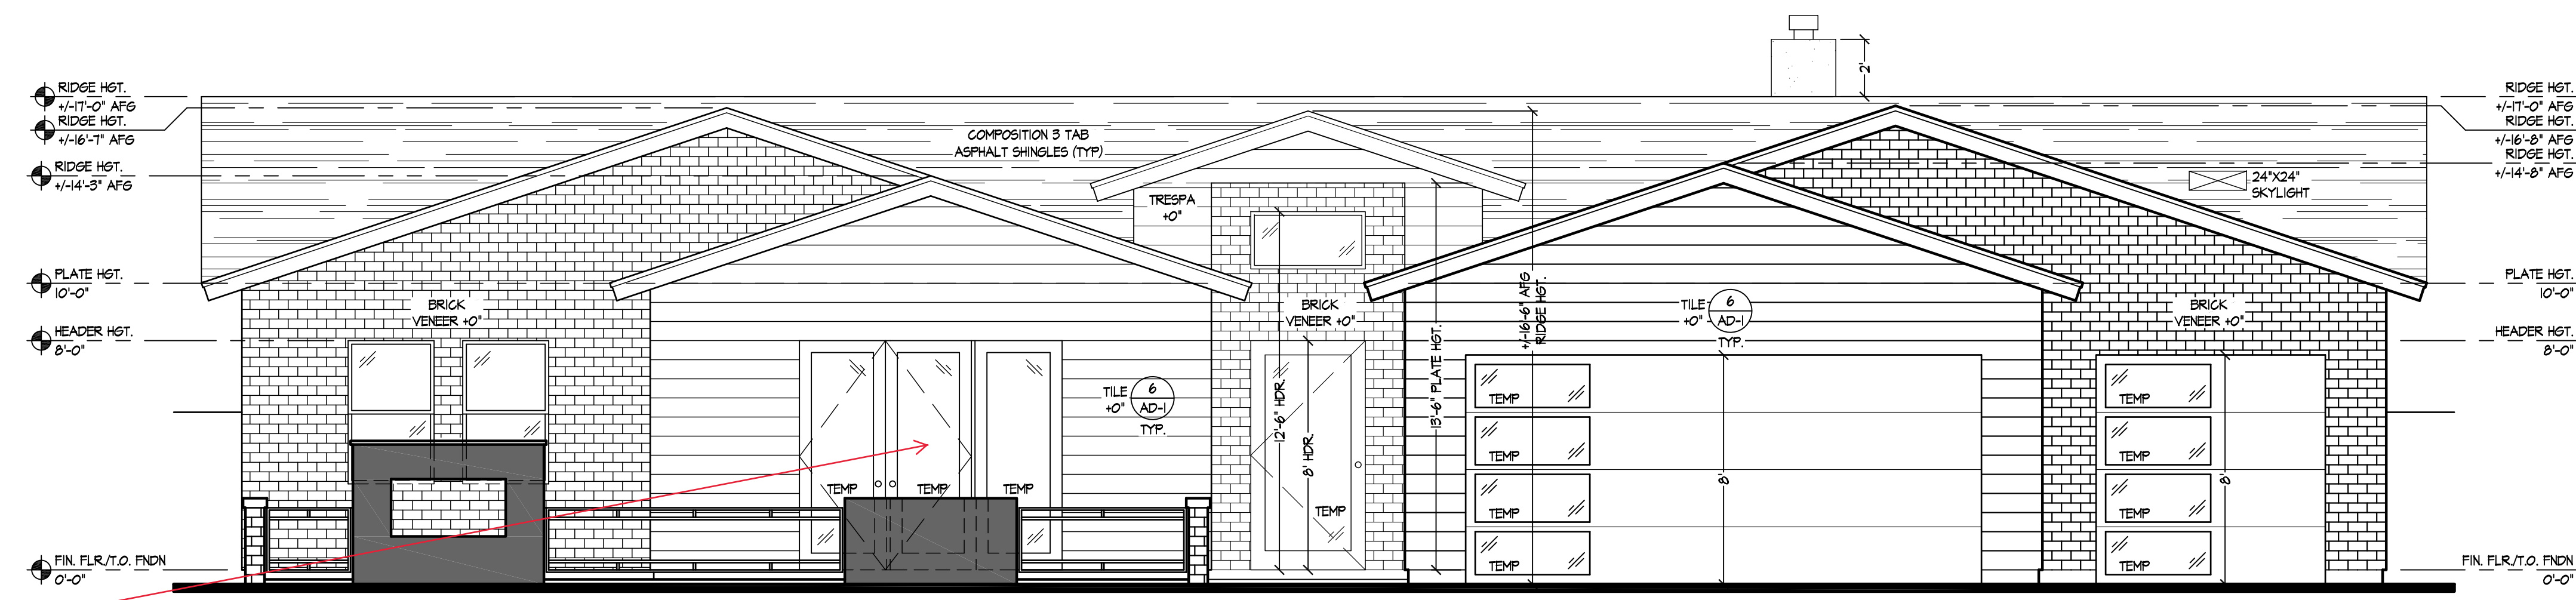 RIDGE HGT.
+/-17'-0" AFG
RIDGE HGT.
+/-16'-7" AFG
RIDGE HGT.
+/-14'-3" AFG
PLATE HGT.
10'-0"
HEADER HGT.
8'-0"
FIN. FLR./T.O. FNDN
0'-0"
COMPOSITION 3 TAB
ASPHALT SHINGLES (TYP)
BRICK
VENEER +0"
TRESPA
+0"
TILE
+0"
6
AD-1
TYP.
TEMP
TEMP
TEMP
BRICK
VENEER +0"
12'-6" HDR.
8' HDR.
TEMP
13'-6" PLATE HGT.
+/-16'-6" AFG
RIDGE HGT.
TILE
+0"
6
AD-1
TYP.
TEMP
TEMP
TEMP
TEMP
8'
2'
24"X24"
SKYLIGHT
BRICK
VENEER +0"
TEMP
TEMP
TEMP
TEMP
8'
RIDGE HGT.
+/-17'-0" AFG
RIDGE HGT.
+/-16'-8" AFG
RIDGE HGT.
+/-14'-8" AFG
PLATE HGT.
10'-0"
HEADER HGT.
8'-0"
FIN. FLR./T.O. FNDN
0'-0"